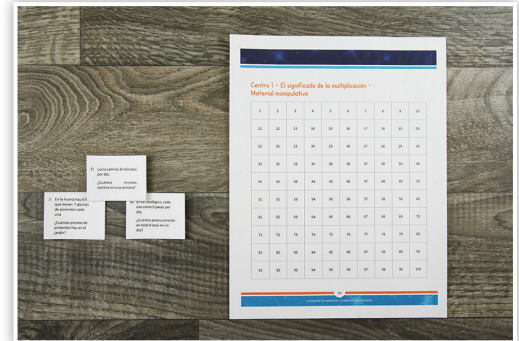 Centro 1 - El significado de la multiplicación -
Material manipulativo
1 2 3 4 5 6 7 8 9 10
11 12 13 14 15 16 17 18 19 20
21 22 23 24 25 26 27 28 29 30
31 32 33 34 35 36 37 38 39 40
41 42 43 44 45 46 47 48 49 50
51 52 53 54 55 56 57 58 59 60
61 62 63 64 65 66 67 68 69 70
71 72 73 74 75 76 77 78 79 80
81 82 83 84 85 86 87 88 89 90
91 92 93 94 95 96 97 98 99 100
Lucía camina 10 minutos
por día.
¿Cuántos minutos
camina en una semana?
En la huerta hay 8
que tienen 7 plantas
de pimentón cada
una
¿Cuántas plantas de
pimentón hay en el
jardín?
cada
día.
en total 8 en un
día?